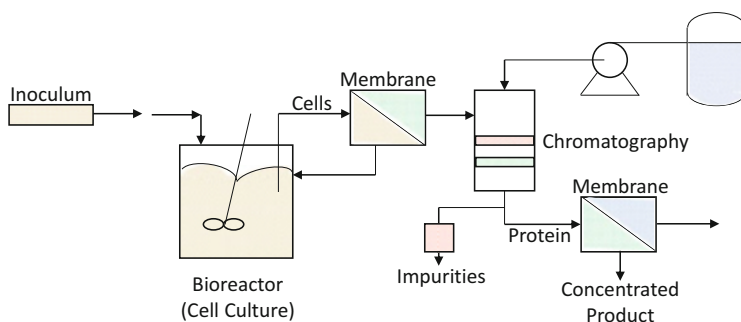 Inoculum
Cells
Membrane
Chromatography
Membrane
Protein
Impurities
Bioreactor
(Cell Culture)
Concentrated
Product